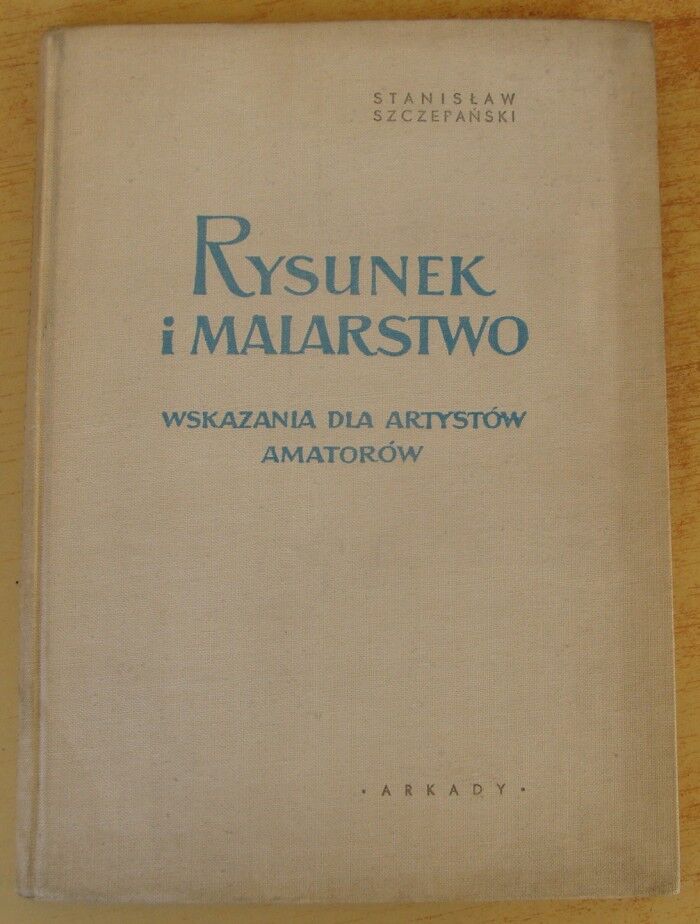 STANISŁAW
SZCZEPAŃSKI
RYSUNEK
i MALARSTWO
WSKAZANIA DLA ARTYSTÓW
AMATORÓW
· ARKADY ·